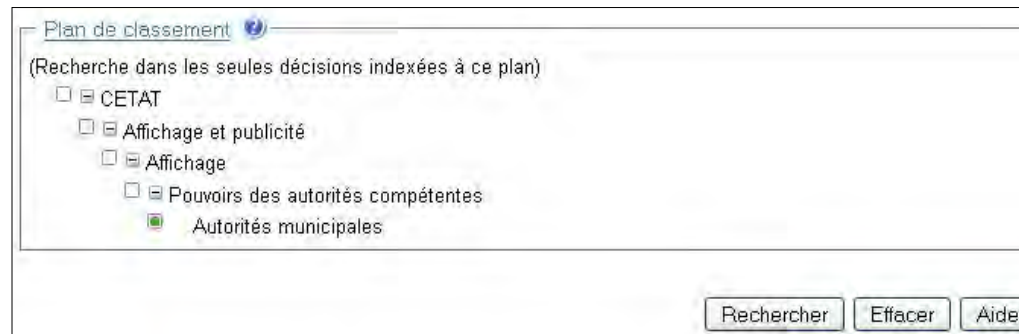 Plan de classement
(Recherche dans les seules décisions indexées à ce plan)
CETAT
Affichage et publicité
Affichage
Pouvoirs des autorités compétentes
Autorités municipales
Rechercher Effacer Aide